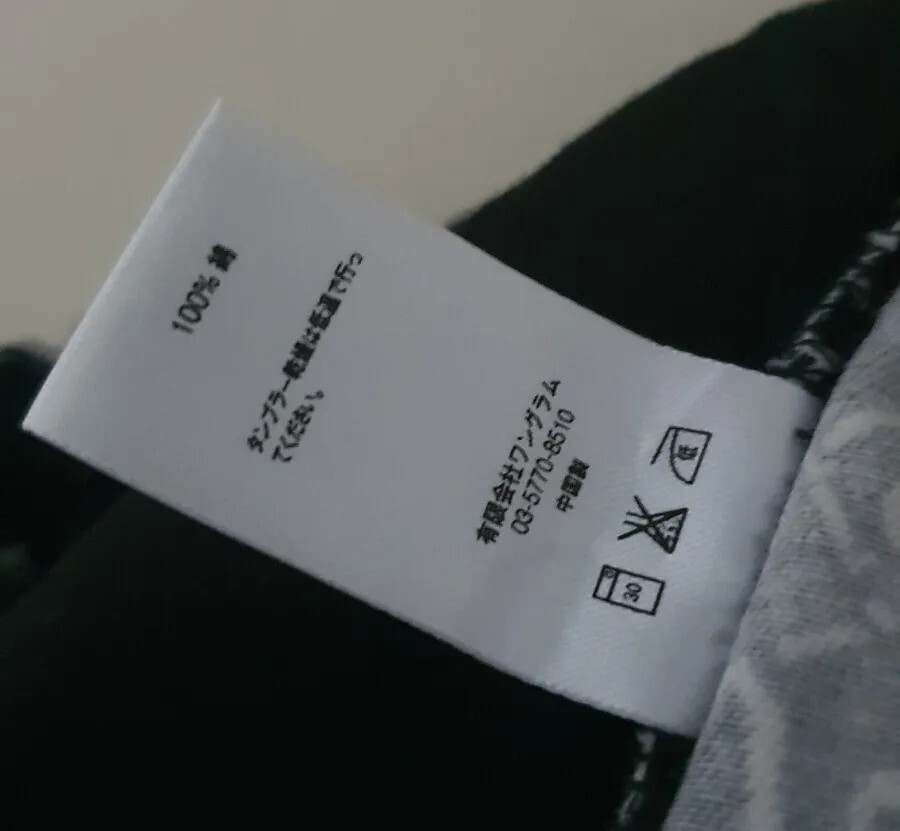 100% 綿
タンブラー乾燥は低温で行っ
てください。
有限会社ワングラム
03-5770-8510
中国製
30
低